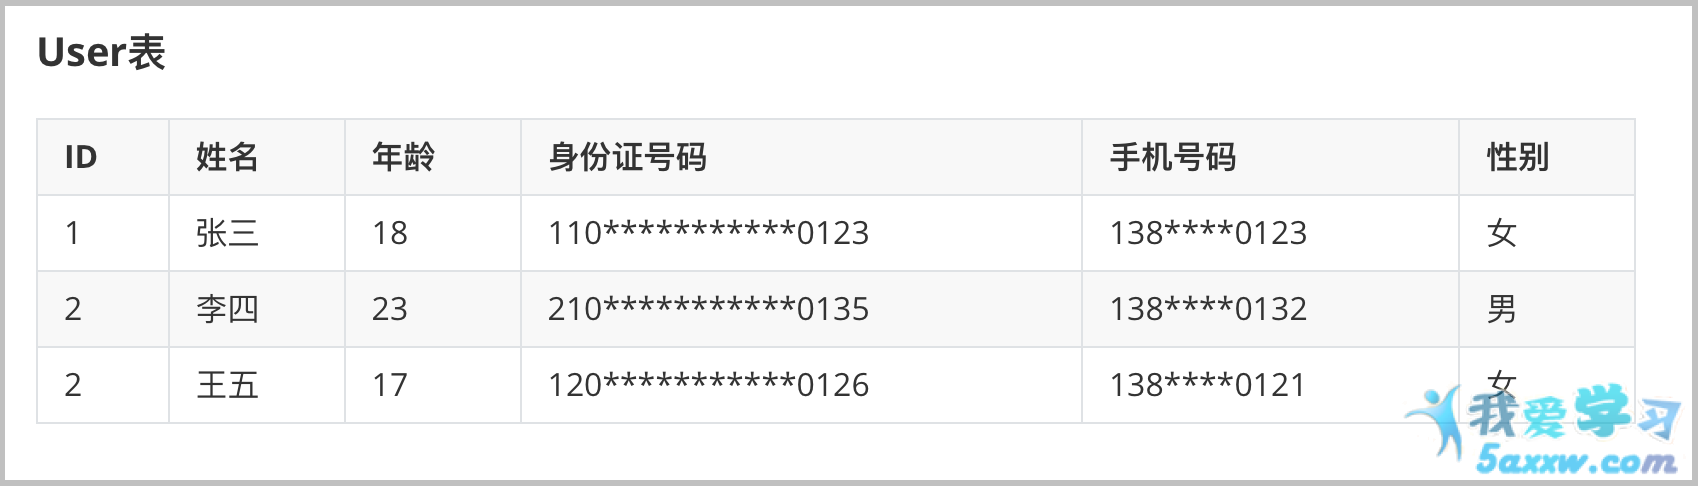 User表
ID 姓名 年龄 身份证号码 手机号码 性别
1 张三 18 110***********0123 138****0123 女
2 李四 23 210***********0135 138****0132 男
2 王五 17 120***********0126 138****0121 女
我爱学习
5axxw.com